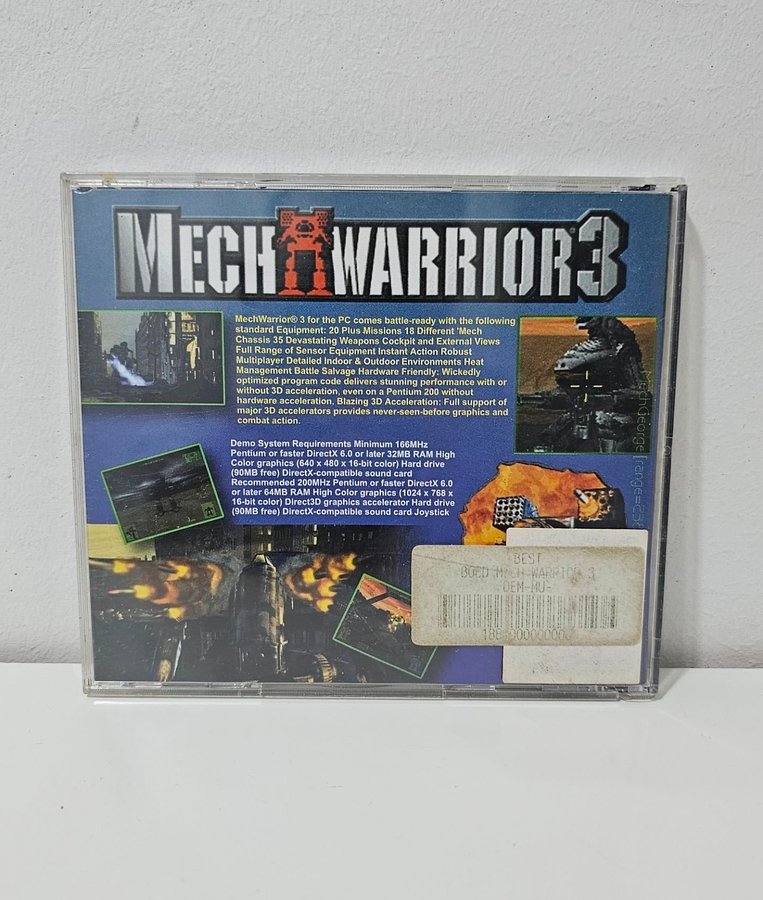 MECHWARRIOR®3
MechWarrior® 3 for the PC comes battle-ready with the following
standard Equipment: 20 Plus Missions 18 Different 'Mech
Chassis 35 Devastating Weapons Cockpit and External Views
Full Range of Sensor Equipment Instant Action Robust
Multiplayer Detailed Indoor & Outdoor Environments Heat
Management Battle Salvage Hardware Friendly: Wickedly
optimized program code delivers stunning performance with or
without 3D acceleration, even on a Pentium 200 without
hardware acceleration. Blazing 3D Acceleration: Full support of
major 3D accelerators provides never-seen-before graphics and
combat action.
Demo System Requirements Minimum 166MHz
Pentium or faster DirectX 6.0 or later 32MB RAM High
Color graphics (640 x 480 x 16-bit color) Hard drive
(90MB free) DirectX-compatible sound card
Recommended 200MHz Pentium or faster DirectX 6.0
or later 64MB RAM High Color graphics (1024 x 768 x
16-bit color) Direct3D graphics accelerator Hard drive
(90MB free) DirectX-compatible sound card Joystick
BEST
MECH WARRIOR 3